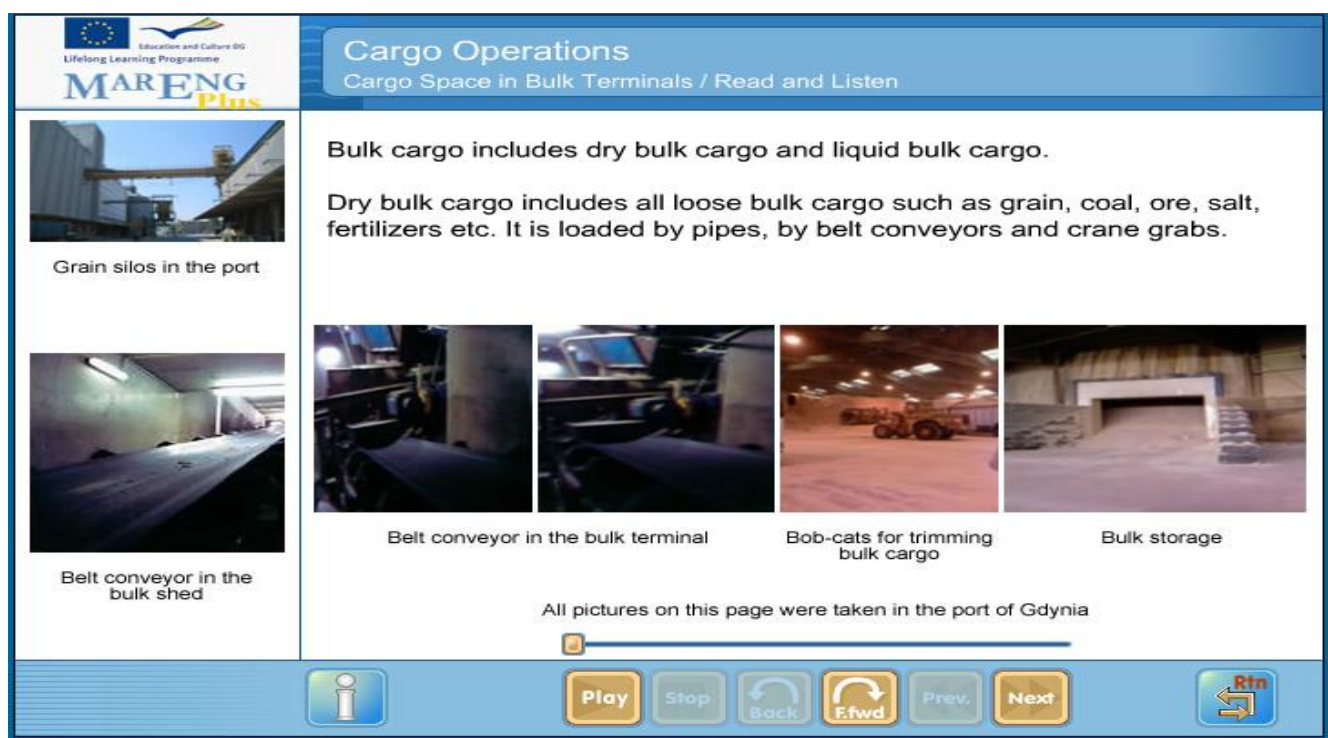 Education and Culture DG
Lifelong Learning Programme
MARENG
Plus
Cargo Operations
Cargo Space in Bulk Terminals / Read and Listen
Grain silos in the port
Belt conveyor in the
bulk shed
Bulk cargo includes dry bulk cargo and liquid bulk cargo.
Dry bulk cargo includes all loose bulk cargo such as grain, coal, ore, salt,
fertilizers etc. It is loaded by pipes, by belt conveyors and crane grabs.
Belt conveyor in the bulk terminal
Bob-cats for trimming
bulk cargo
Bulk storage
All pictures on this page were taken in the port of Gdynia
Play
Stop
Back
F.fwd
Prev.
Next
Rtn